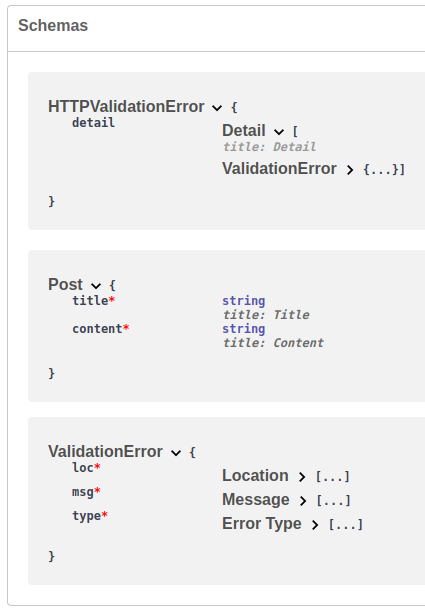 Schemas
HTTPValidationError {
detail Detail [
title: Detail
ValidationError {...}]
}
Post {
title* string
title: Title
content* string
title: Content
}
ValidationError {
loc* Location [...]
msg* Message [...]
type* Error Type [...]
}